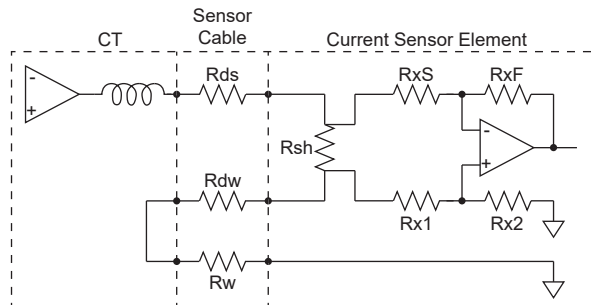 CT
Sensor
Cable
Current Sensor Element
Rds
RxS
RxF
-
+
Rsh
-
+
Rdw
Rx1
Rx2
Rw